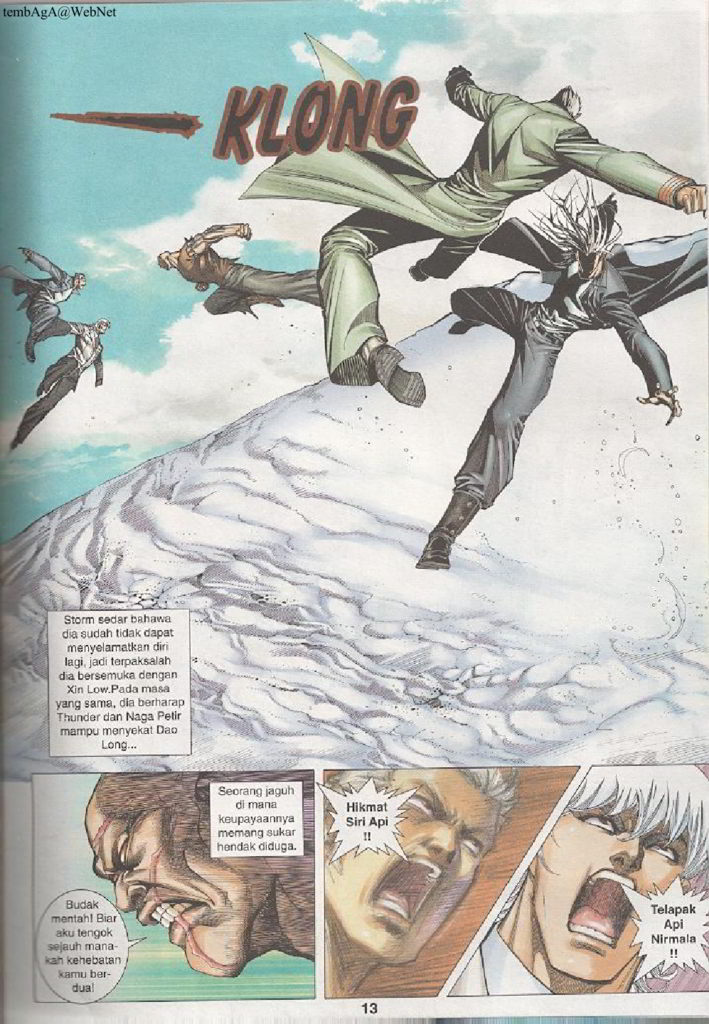 tembAgA@WebNet
KLONG
Storm sedar bahawa
dia sudah tidak dapat
menyelamatkan diri
lagi, jadi terpaksalah
dia bersemuka dengan
Xin Low.Pada masa
yang sama, dia berharap
Thunder dan Naga Petir
mampu menyekat Dao
Long...
Seorang jaguh
di mana
keupayaannya
memang sukar
hendak diduga.
Budak
mentah! Biar
aku tengok
sejauh mana-
kah kehebatan
kamu ber-
dua!
Hikmat
Siri Api
!!
Telapak
Api
Nirmala
!!
13